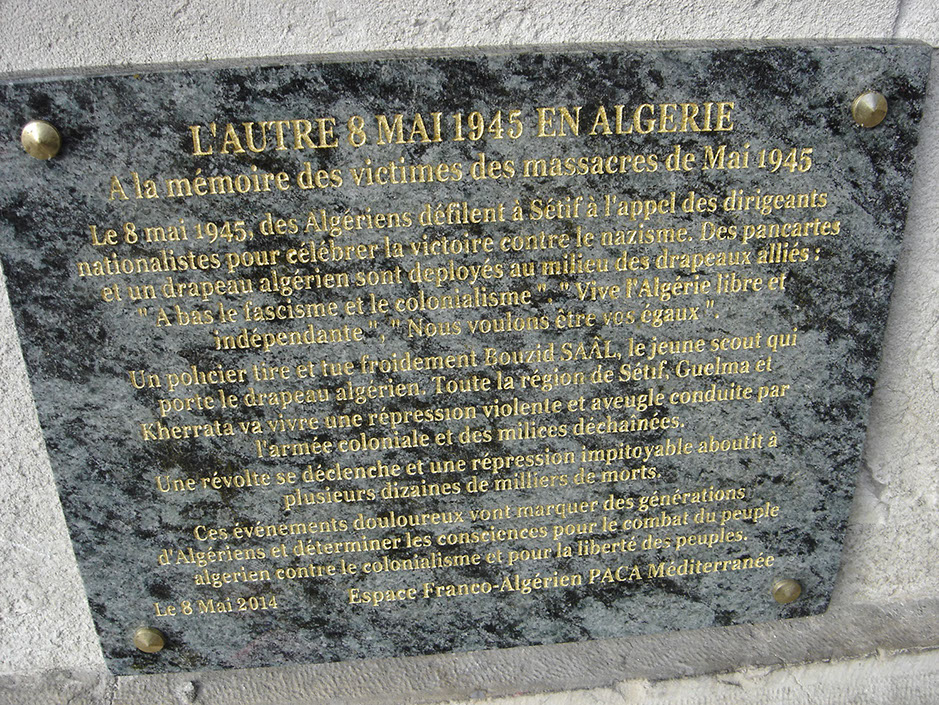 L'AUTRE 8 MAI 1945 EN ALGERIE
A la mémoire des victimes des massacres de Mai 1945
Le 8 mai 1945, des Algériens défilent à Sétif à l'appel des dirigeants
nationalistes pour célébrer la victoire contre le nazisme. Des pancartes
et un drapeau algérien sont deployés au milieu des drapeaux alliés :
" A bas le fascisme et le colonialisme ", " Vive l'Algérie libre et
indépendante ", " Nous voulons être vos égaux ".
Un policier tire et tue froidement Bouzid SAÂL, le jeune scout qui
porte le drapeau algérien. Toute la région de Sétif, Guelma et
Kherrata va vivre une répression violente et aveugle conduite par
l'armée coloniale et des milices déchainées.
Une révolte se déclenche et une répression impitoyable aboutit à
plusieurs dizaines de milliers de morts.
Ces événements douloureux vont marquer des générations
d'Algériens et déterminer les consciences pour le combat du peuple
algerien contre le colonialisme et pour la liberté des peuples.
Le 8 Mai 2014 Espace Franco-Algérien PACA Méditerranée